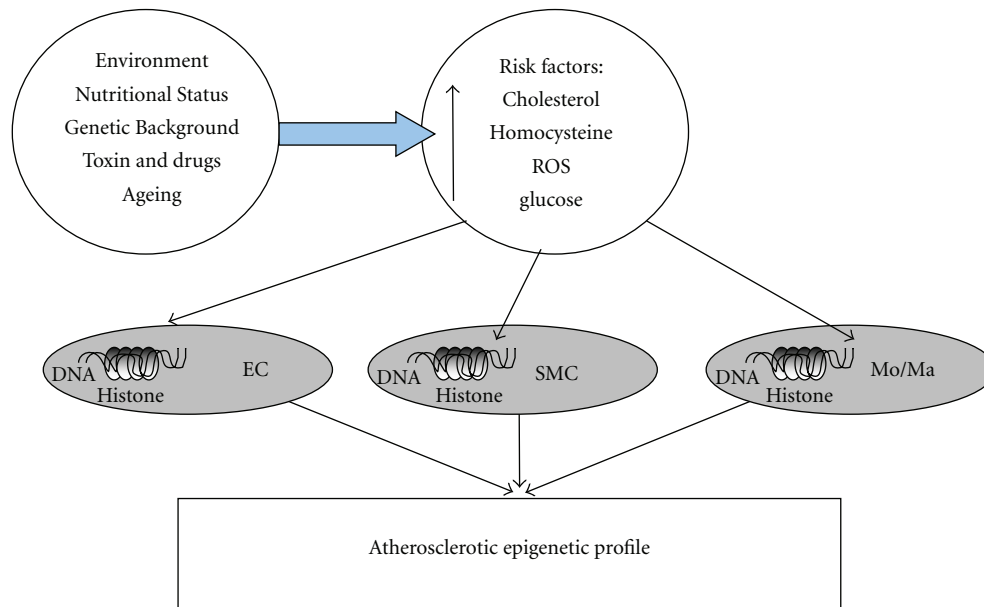 Environment
Nutritional Status
Genetic Background
Toxin and drugs
Ageing
Risk factors:
Cholesterol
Homocysteine
ROS
glucose
DNA
Histone
EC
DNA
Histone
SMC
DNA
Histone
Mo/Ma
Atherosclerotic epigenetic profile